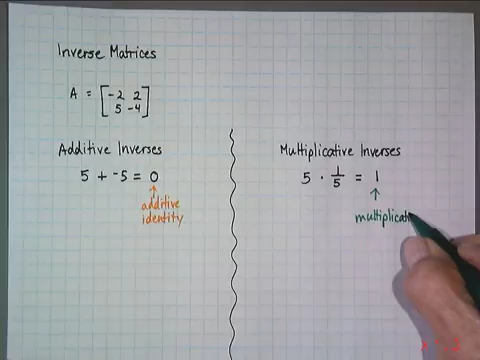 Inverse Matrices
A = [-2 2
5 -4]
Additive Inverses
5 + -5 = 0
additive
identity
Multiplicative Inverses
5 · 1/5 = 1
multiplicat